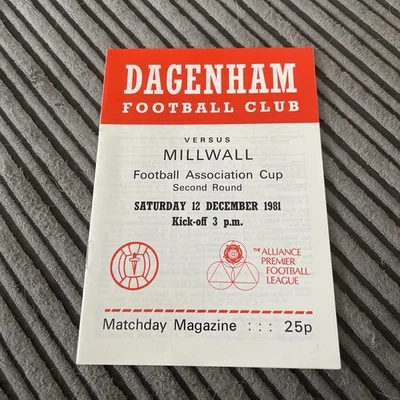 DAGENHAM
FOOTBALL CLUB
VERSUS
MILLWALL
Football Association Cup
Second Round
SATURDAY 12 DECEMBER 1981
Kick-off 3 p.m.
THE ALLIANCE
PREMIER
FOOTBALL
LEAGUE
Matchday Magazine : : : 25p